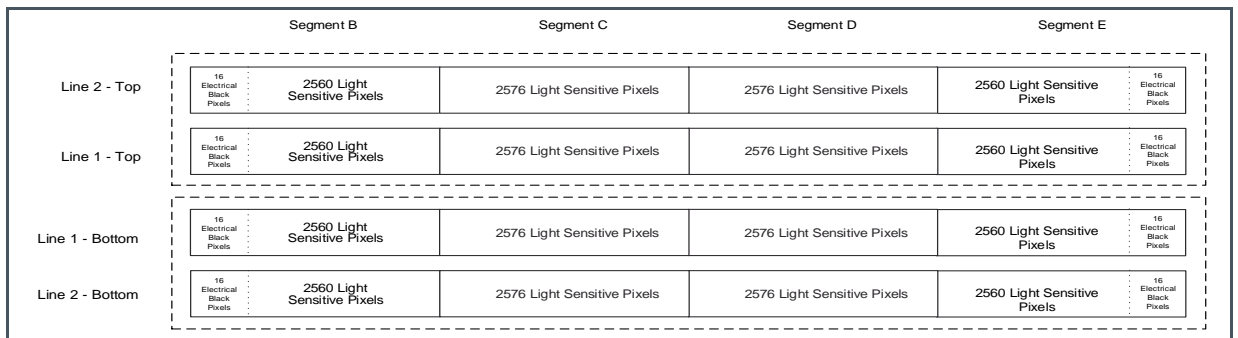 Segment B Segment C Segment D Segment E
Line 2 - Top
16
Electrical
Black
Pixels
2560 Light
Sensitive Pixels
2576 Light Sensitive Pixels
2576 Light Sensitive Pixels
2560 Light Sensitive
Pixels
16
Electrical
Black
Pixels
Line 1 - Top
16
Electrical
Black
Pixels
2560 Light
Sensitive Pixels
2576 Light Sensitive Pixels
2576 Light Sensitive Pixels
2560 Light Sensitive
Pixels
16
Electrical
Black
Pixels
Line 1 - Bottom
16
Electrical
Black
Pixels
2560 Light
Sensitive Pixels
2576 Light Sensitive Pixels
2576 Light Sensitive Pixels
2560 Light Sensitive
Pixels
16
Electrical
Black
Pixels
Line 2 - Bottom
16
Electrical
Black
Pixels
2560 Light
Sensitive Pixels
2576 Light Sensitive Pixels
2576 Light Sensitive Pixels
2560 Light Sensitive
Pixels
16
Electrical
Black
Pixels